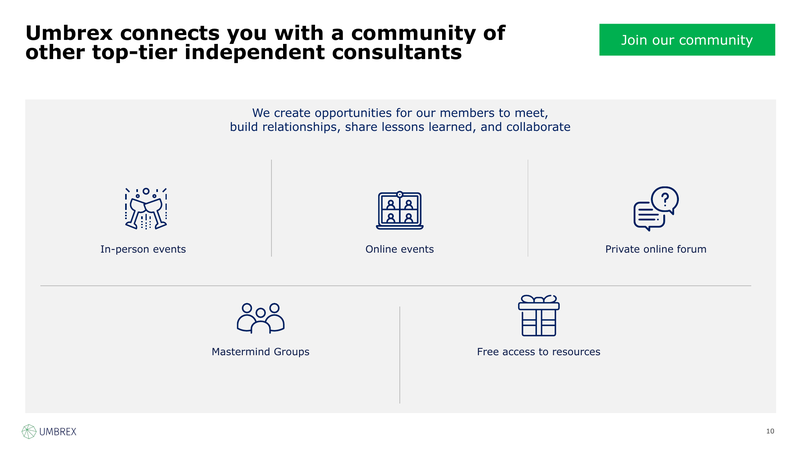 Umbrex connects you with a community of
other top-tier independent consultants
Join our community
We create opportunities for our members to meet,
build relationships, share lessons learned, and collaborate
In-person events
Online events
?
Private online forum
Mastermind Groups
Free access to resources
UMBREX
10